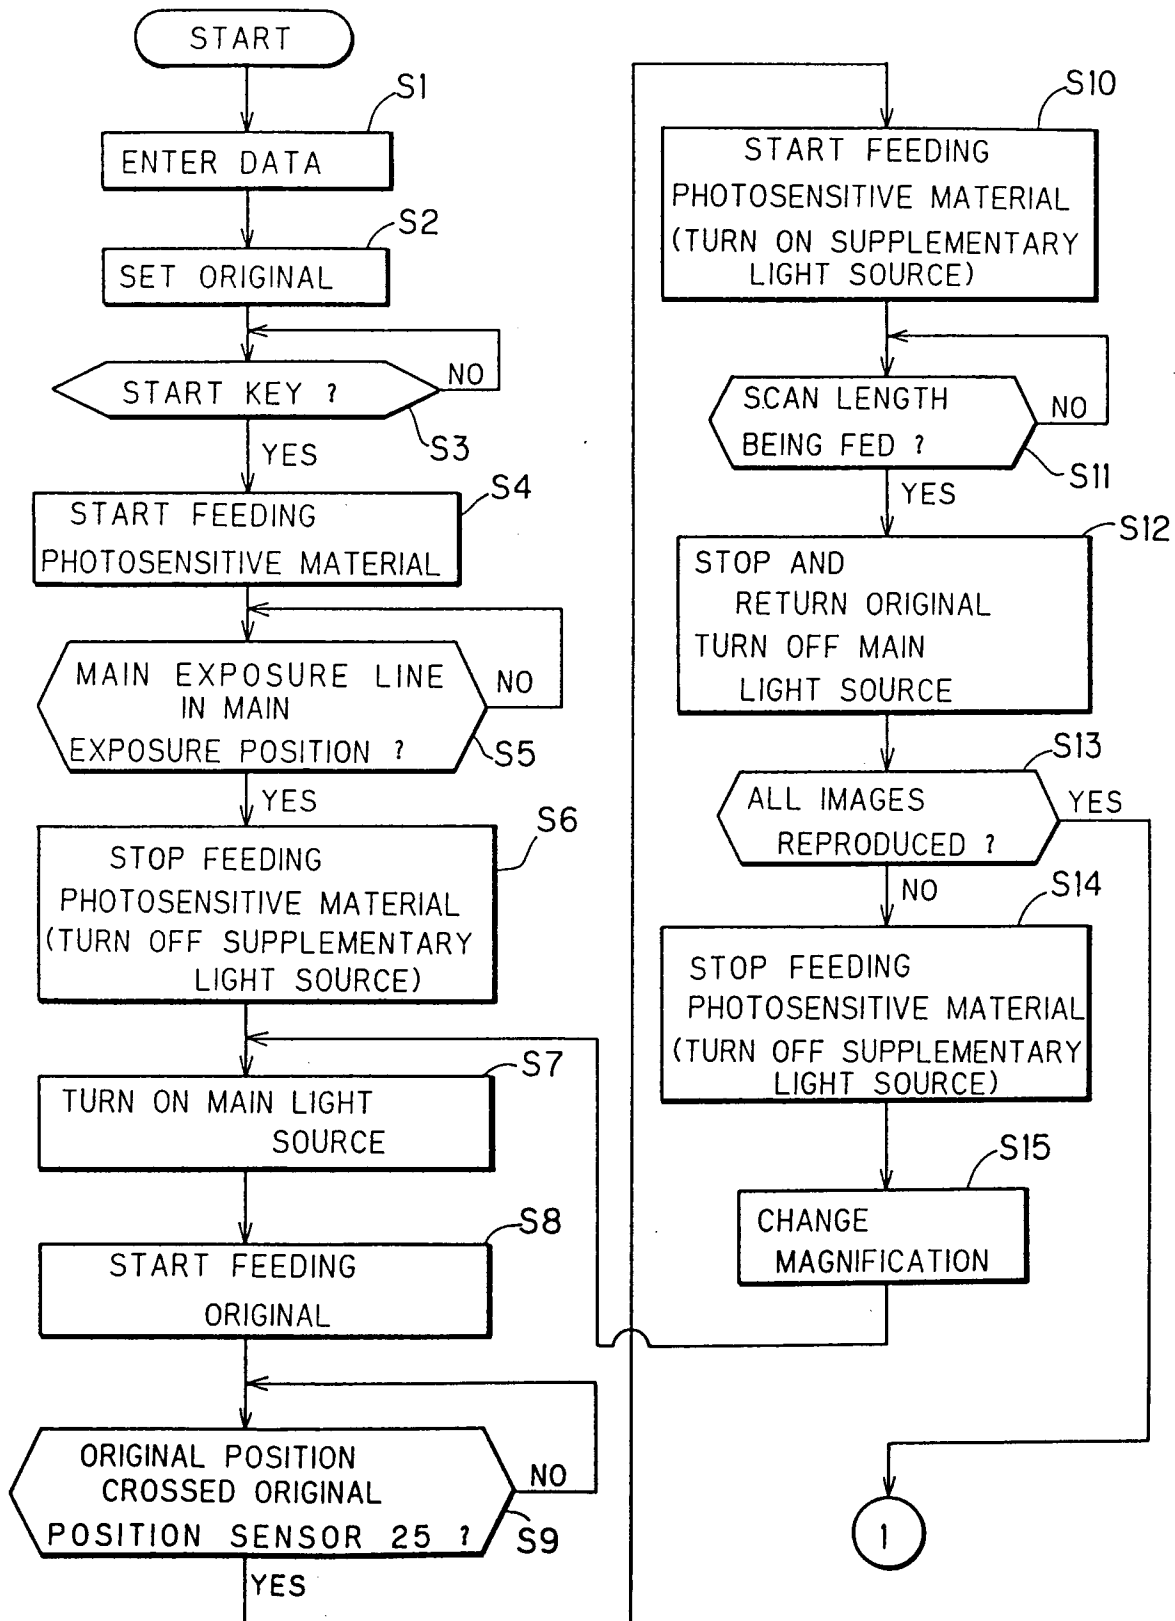 START
S1
ENTER DATA
S2
SET ORIGINAL
START KEY ?
NO
S3
YES
S4
START FEEDING
PHOTOSENSITIVE MATERIAL
MAIN EXPOSURE LINE
IN MAIN
EXPOSURE POSITION ?
NO
S5
YES
S6
STOP FEEDING
PHOTOSENSITIVE MATERIAL
(TURN OFF SUPPLEMENTARY
LIGHT SOURCE)
S7
TURN ON MAIN LIGHT
SOURCE
S8
START FEEDING
ORIGINAL
ORIGINAL POSITION
CROSSED ORIGINAL
POSITION SENSOR 25 ?
NO
S9
YES
S10
START FEEDING
PHOTOSENSITIVE MATERIAL
(TURN ON SUPPLEMENTARY
LIGHT SOURCE)
SCAN LENGTH
BEING FED ?
NO
S11
YES
S12
STOP AND
RETURN ORIGINAL
TURN OFF MAIN
LIGHT SOURCE
S13
ALL IMAGES
REPRODUCED ?
YES
NO
S14
STOP FEEDING
PHOTOSENSITIVE MATERIAL
(TURN OFF SUPPLEMENTARY
LIGHT SOURCE)
S15
CHANGE
MAGNIFICATION
1